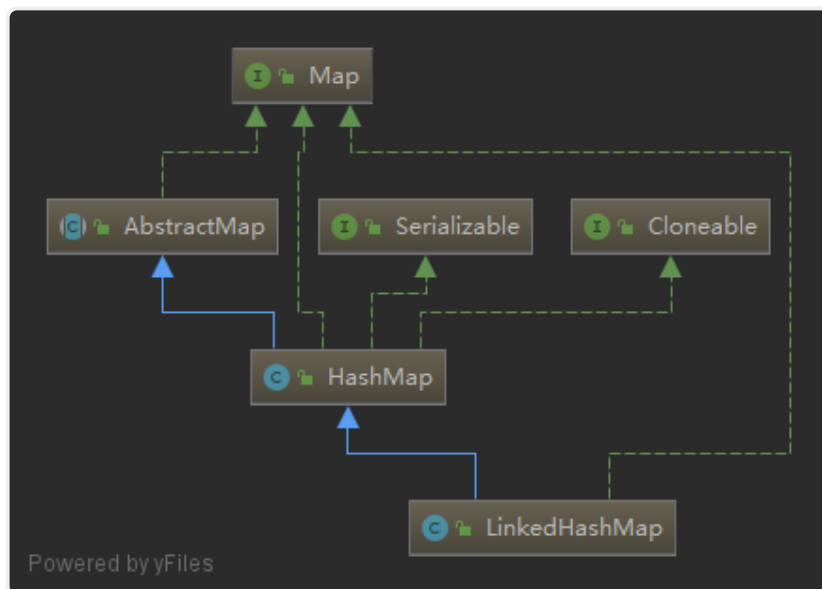 I Map
C AbstractMap
I Serializable
I Cloneable
C HashMap
C LinkedHashMap
Powered by yFiles